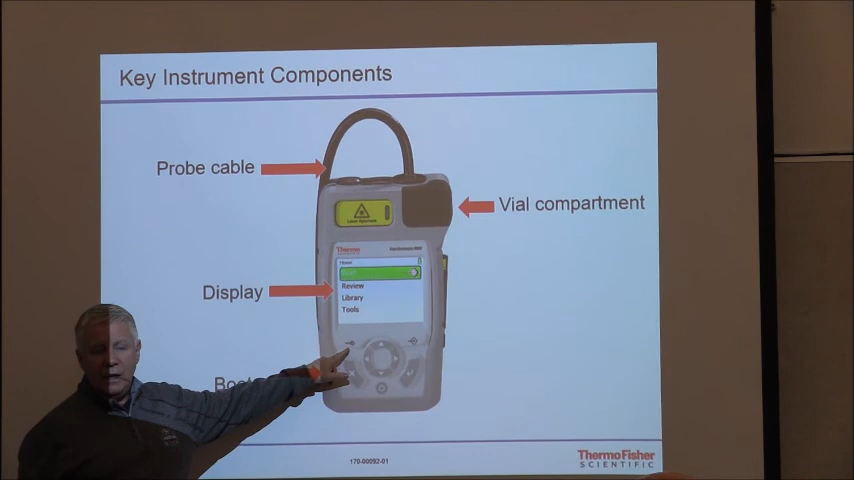 Key Instrument Components
Probe cable
Vial compartment
Thermo
Home
Review
Display
Library
Tools
170-00092-01
ThermoFisher
SCIENTIFIC